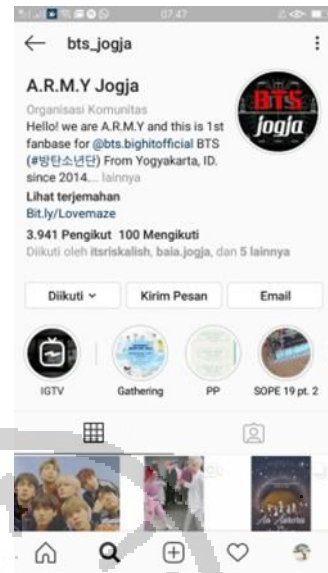 07.47
bts_jogja
A.R.M.Y Jogja
Organisasi Komunitas
Hello! we are A.R.M.Y and this is 1st
fanbase for @bts.bighitofficial BTS
(#방탄소년단) From Yogyakarta, ID.
since 2014.... lainnya
Lihat terjemahan
Bit.ly/Lovemaze
3.941 Pengikut 100 Mengikuti
Diikuti oleh itsriskalish, baia.jogja, dan 5 lainnya
BTS
jogja
Diikuti
Kirim Pesan
Email
IGTV
Gathering
PP
SOPE 19 pt. 2